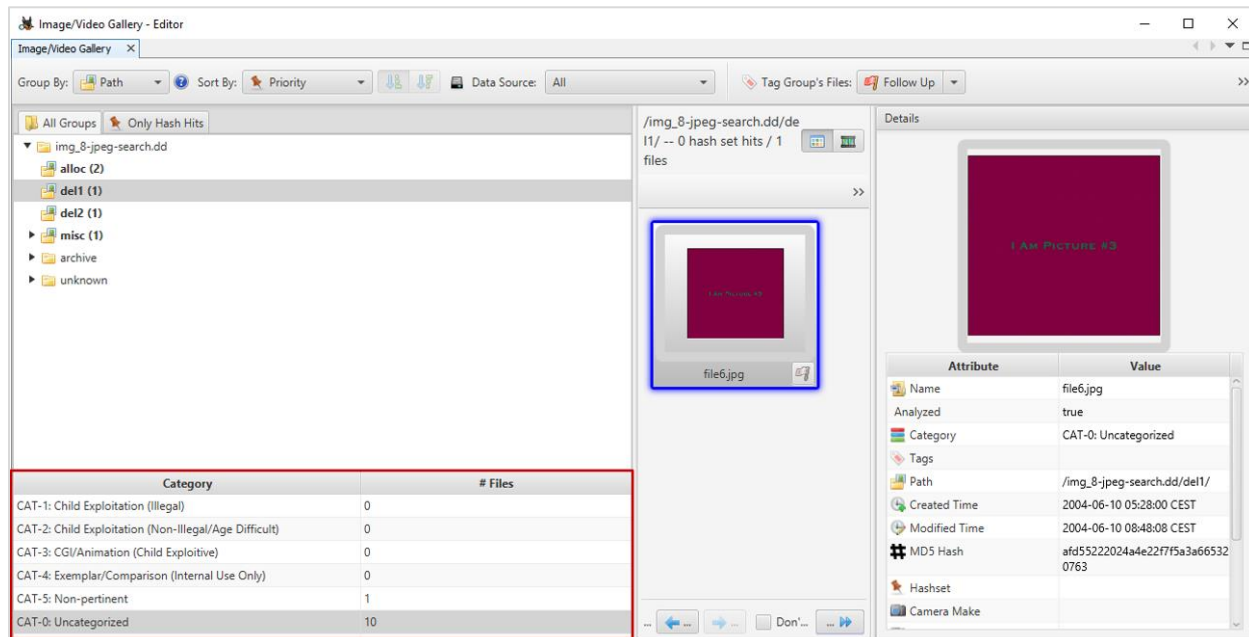 Image/Video Gallery - Editor
Image/Video Gallery X
Group By: Path Sort By: Priority Data Source: All Tag Group's Files: Follow Up
All Groups Only Hash Hits
img_8-jpeg-search.dd
alloc (2)
del1 (1)
del2 (1)
misc (1)
archive
unknown
Category # Files
CAT-1: Child Exploitation (Illegal) 0
CAT-2: Child Exploitation (Non-Illegal/Age Difficult) 0
CAT-3: CGI/Animation (Child Exploitive) 0
CAT-4: Exemplar/Comparison (Internal Use Only) 0
CAT-5: Non-pertinent 1
CAT-0: Uncategorized 10
/img_8-jpeg-search.dd/de
l1/ -- 0 hash set hits / 1
files
I Am Picture #3
file6.jpg
... ... ... Don'... ...
Details
I Am Picture #3
Attribute Value
Name file6.jpg
Analyzed true
Category CAT-0: Uncategorized
Tags
Path /img_8-jpeg-search.dd/del1/
Created Time 2004-06-10 05:28:00 CEST
Modified Time 2004-06-10 08:48:08 CEST
MD5 Hash afd55222024a4e22f7f5a3a66532
0763
Hashset
Camera Make